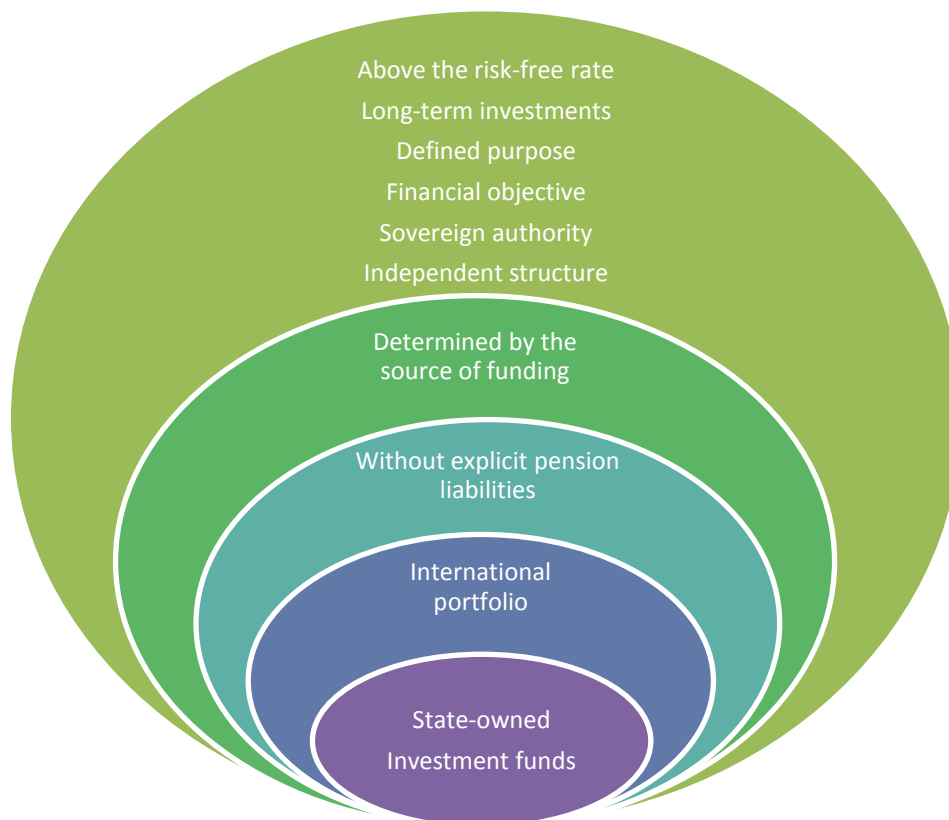 Above the risk-free rate
Long-term investments
Defined purpose
Financial objective
Sovereign authority
Independent structure
Determined by the
source of funding
Without explicit pension
liabilities
International
portfolio
State-owned
Investment funds